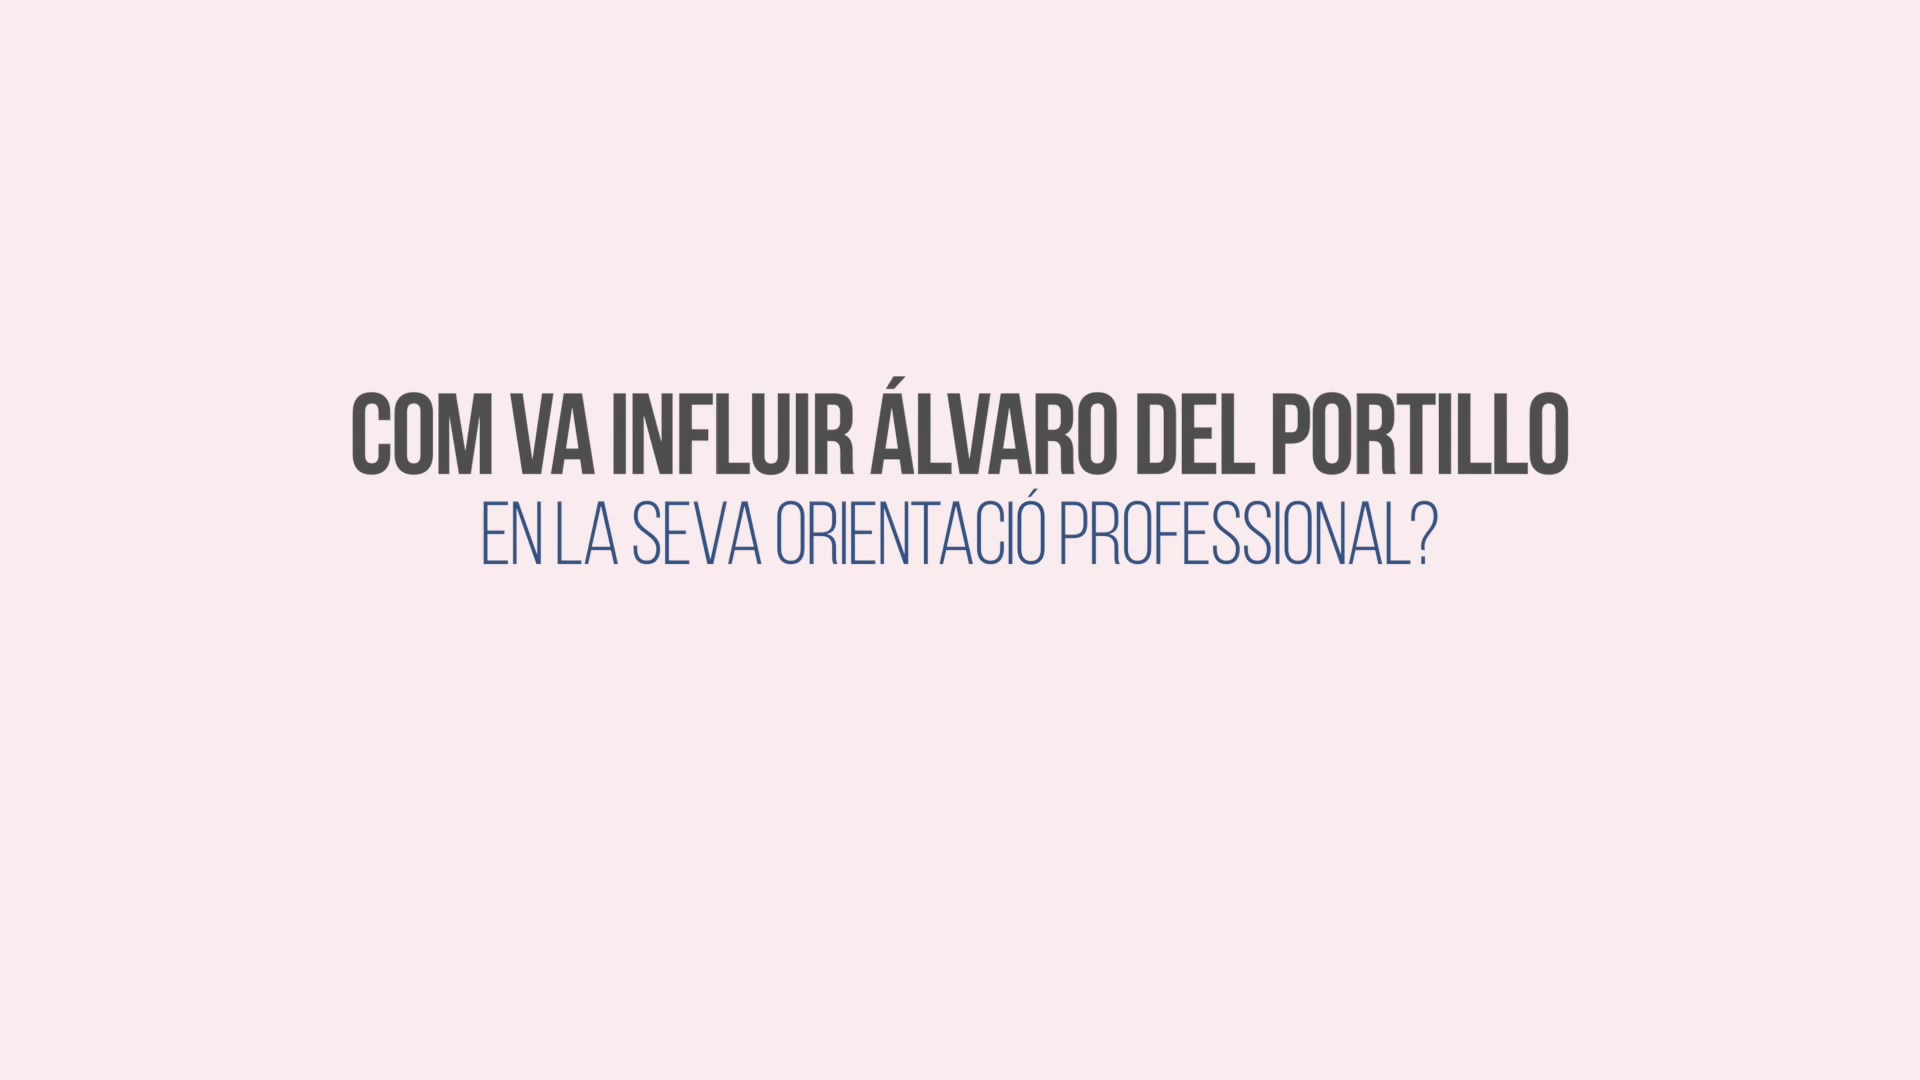 COM VA INFLUIR ÁLVARO DEL PORTILLO
EN LA SEVA ORIENTACIÓ PROFESSIONAL?